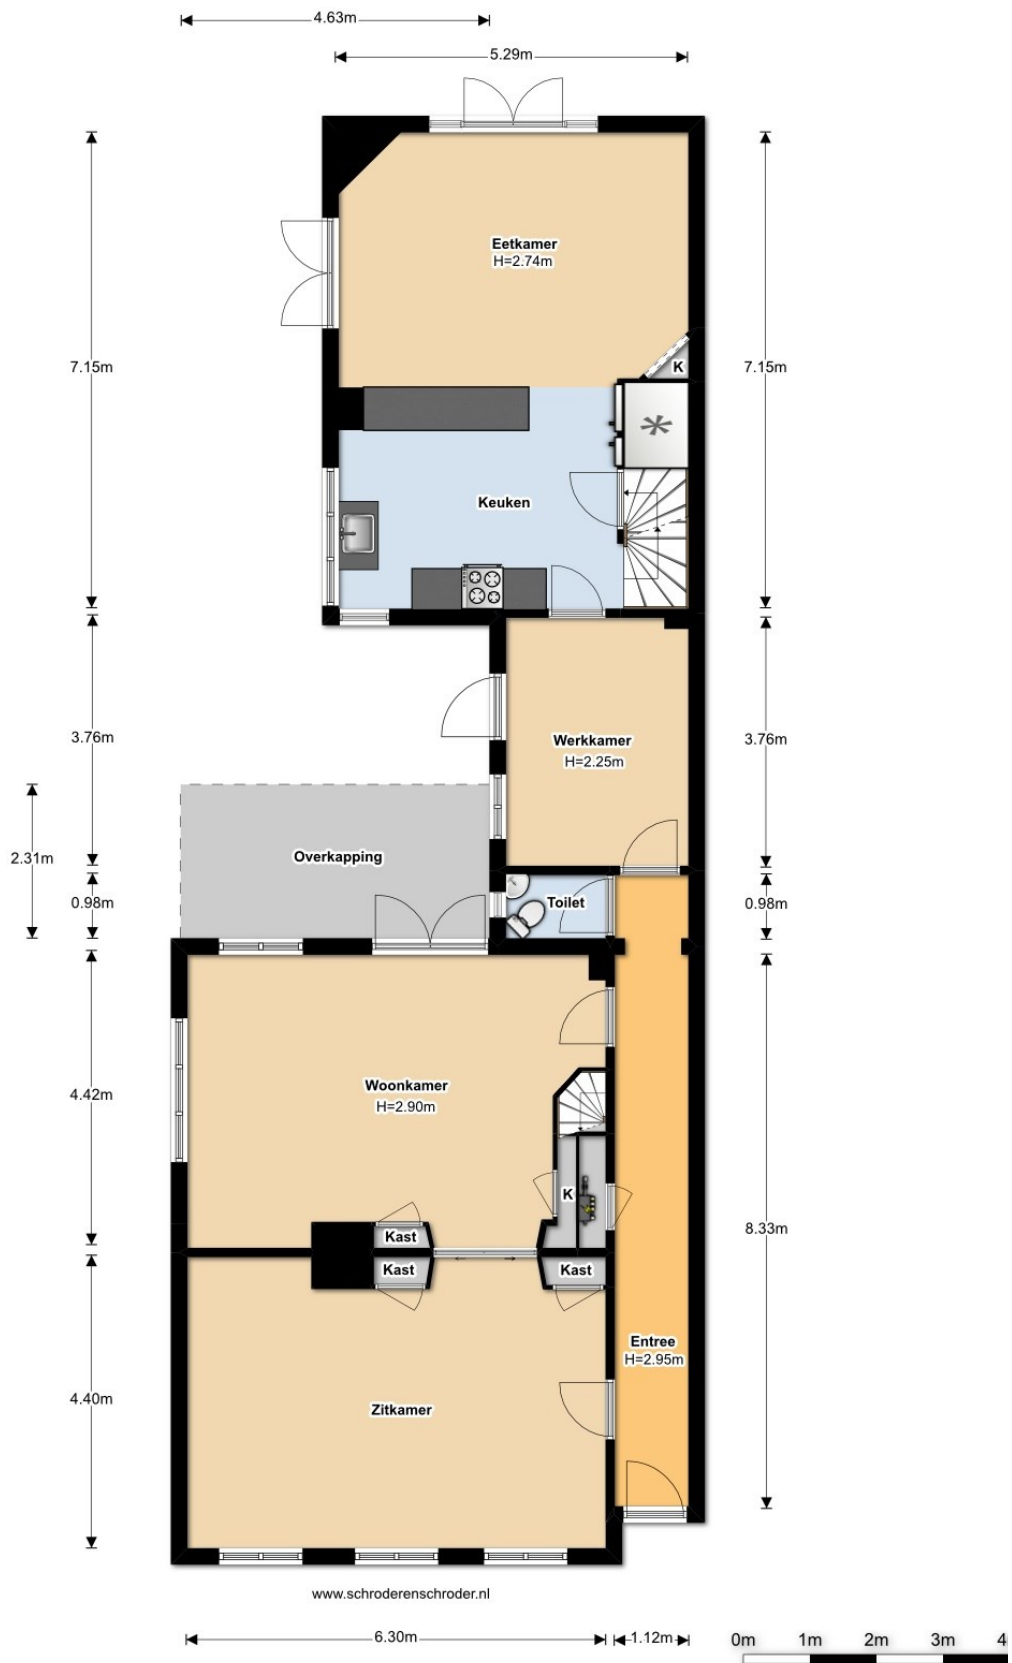 4.63m
5.29m
Eetkamer
H=2.74m
7.15m
7.15m
K
Keuken
3.76m
Werkkamer
H=2.25m
3.76m
2.31m
Overkapping
0.98m
Toilet
0.98m
4.42m
Woonkamer
H=2.90m
K
8.33m
Kast
Kast
Kast
Entree
H=2.95m
4.40m
Zitkamer
www.schroderenschroder.nl
6.30m
1.12m
0m 1m 2m 3m 4